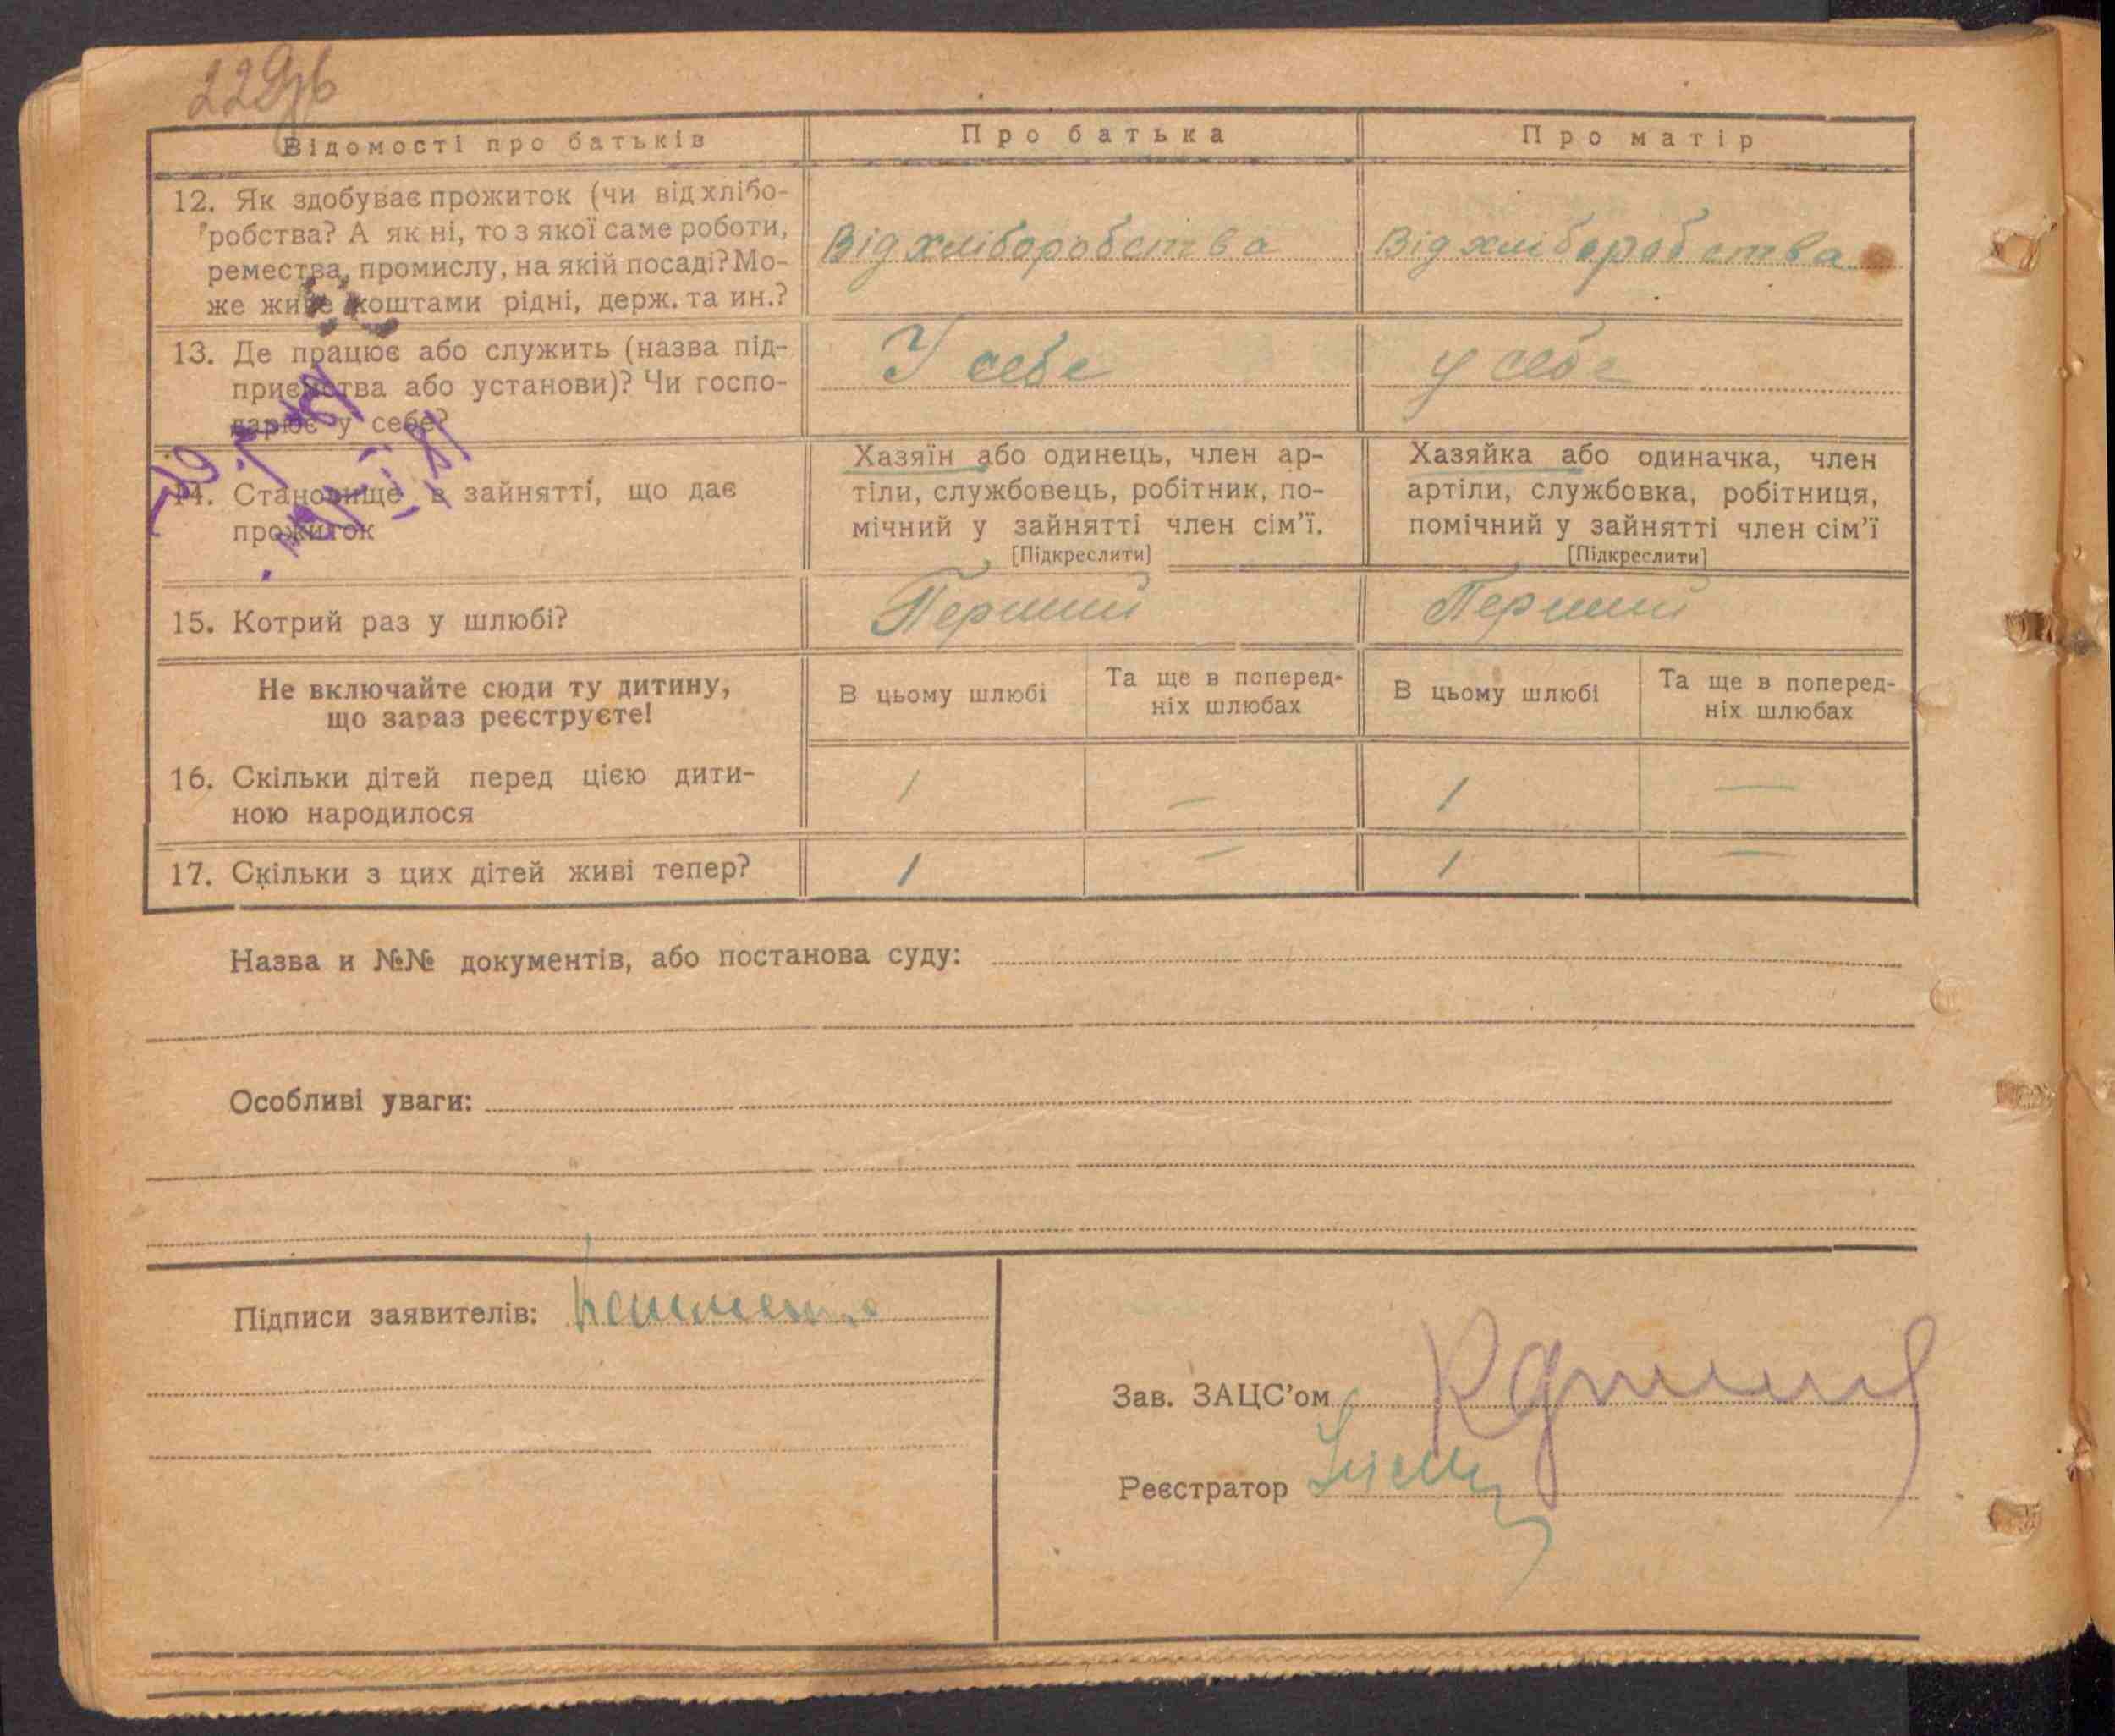 229зв
Відомості про батьків
Про батька
Про матір
12. Як здобуває прожиток (чи від хлібо-
робства? А як ні, то з якої саме роботи,
ремества, промислу, на якій посаді? Мо-
же живе коштами рідні, держ. та ин.?
Від хліборобства
Від хліборобства
13. Де працює або служить (назва під-
приємства або установи)? Чи госпо-
дарює у себе?
У себе
у себе
14. Становище в зайнятті, що дає
прожиток
Хазяїн або одинець, член ар-
тіли, службовець, робітник, по-
мічний у зайнятті член сім'ї.
[Підкреслити]
Хазяйка або одиначка, член
артіли, службовка, робітниця,
помічний у зайнятті член сім'ї
[Підкреслити]
15. Котрий раз у шлюбі?
Перший
Перший
Не включайте сюди ту дитину,
що зараз реєструєте!
В цьому шлюбі
Та ще в поперед-
ніх шлюбах
В цьому шлюбі
Та ще в поперед-
ніх шлюбах
16. Скільки дітей перед цією дити-
ною народилося
1 — 1 —
17. Скільки з цих дітей живі тепер?
1 — 1 —
Назва и №№ документів, або постанова суду:
Особливі уваги:
Підписи заявителів:
Зав. ЗАЦС'ом
Реєстратор